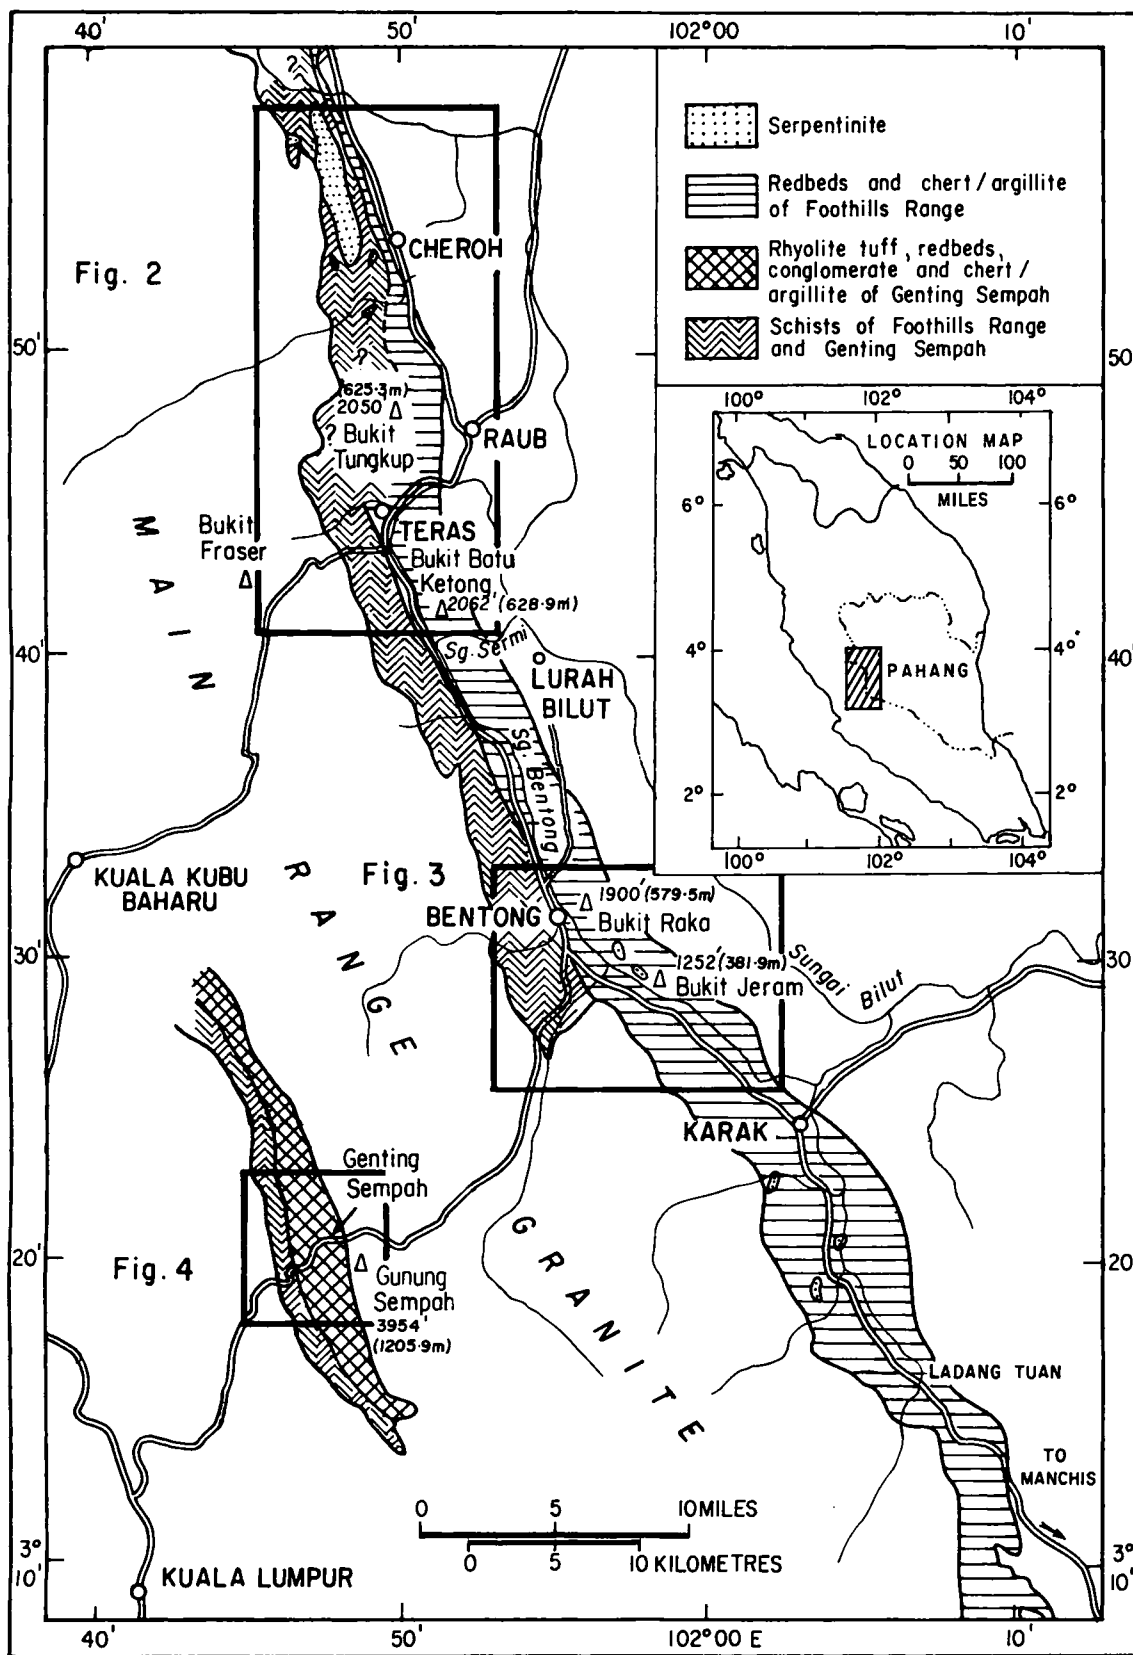 40'
50'
102°00
10'
Serpentinite
Redbeds and chert/argillite
of Foothills Range
Rhyolite tuff, redbeds,
conglomerate and chert/
argillite of Genting Sempah
Schists of Foothills Range
and Genting Sempah
?
CHEROH
Fig. 2
50'
50'
?
(625·3m)
2050
? Bukit
Tungkup
RAUB
TERAS
Bukit
Fraser
Bukit Batu
Ketong
2062' (628·9m)
Sg. Sermi
LURAH
BILUT
Sg. Bentong
40'
40'
100°
102°
104°
LOCATION MAP
0 50 100
MILES
6°
6°
4°
4°
PAHANG
2°
2°
100°
102°
104°
MAIN RANGE GRANITE
KUALA KUBU
BAHARU
Fig. 3
BENTONG
1900' (579·5m)
Bukit Raka
1252' (381·9m)
Bukit Jeram
Sungai Bilut
30'
30'
KARAK
Genting
Sempah
Fig. 4
Gunung
Sempah
3954'
(1205·9m)
20'
20'
LADANG TUAN
TO
MANCHIS
0 5 10 MILES
0 5 10 KILOMETRES
KUALA LUMPUR
3°
10'
3°
10'
40'
50'
102°00 E
10'